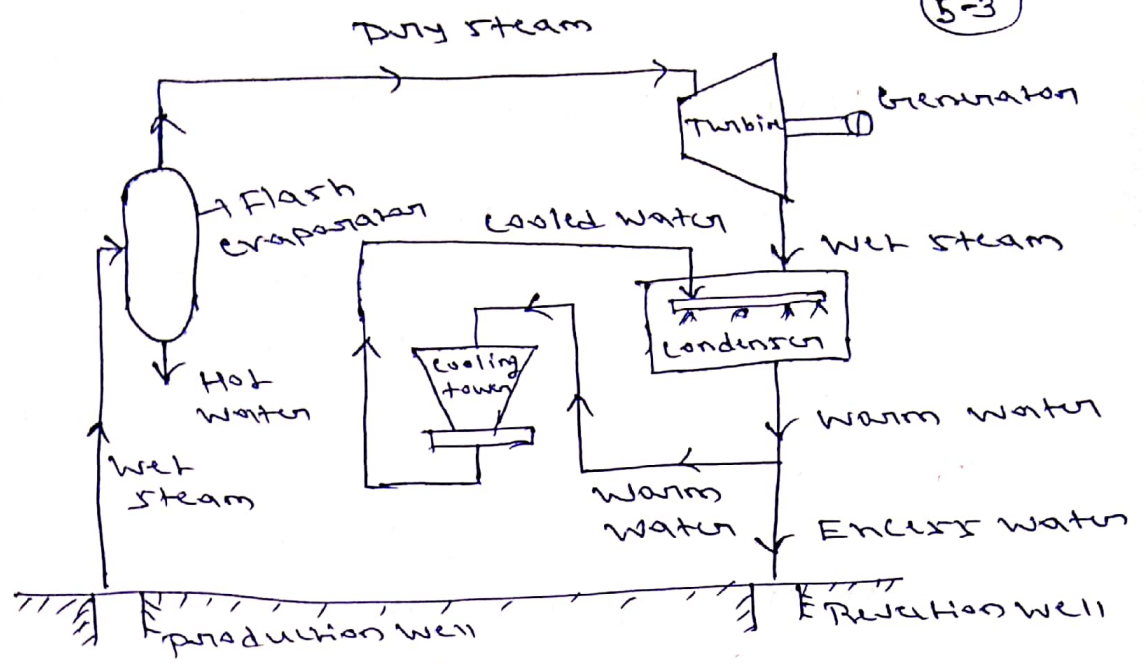 5-3
Dry steam
Generator
Turbine
Flash
evaporator
cooled water
Wet steam
condenser
cooling
tower
Hot
water
Warm water
Wet
steam
Warm
water
Excess water
production well
Rejection well